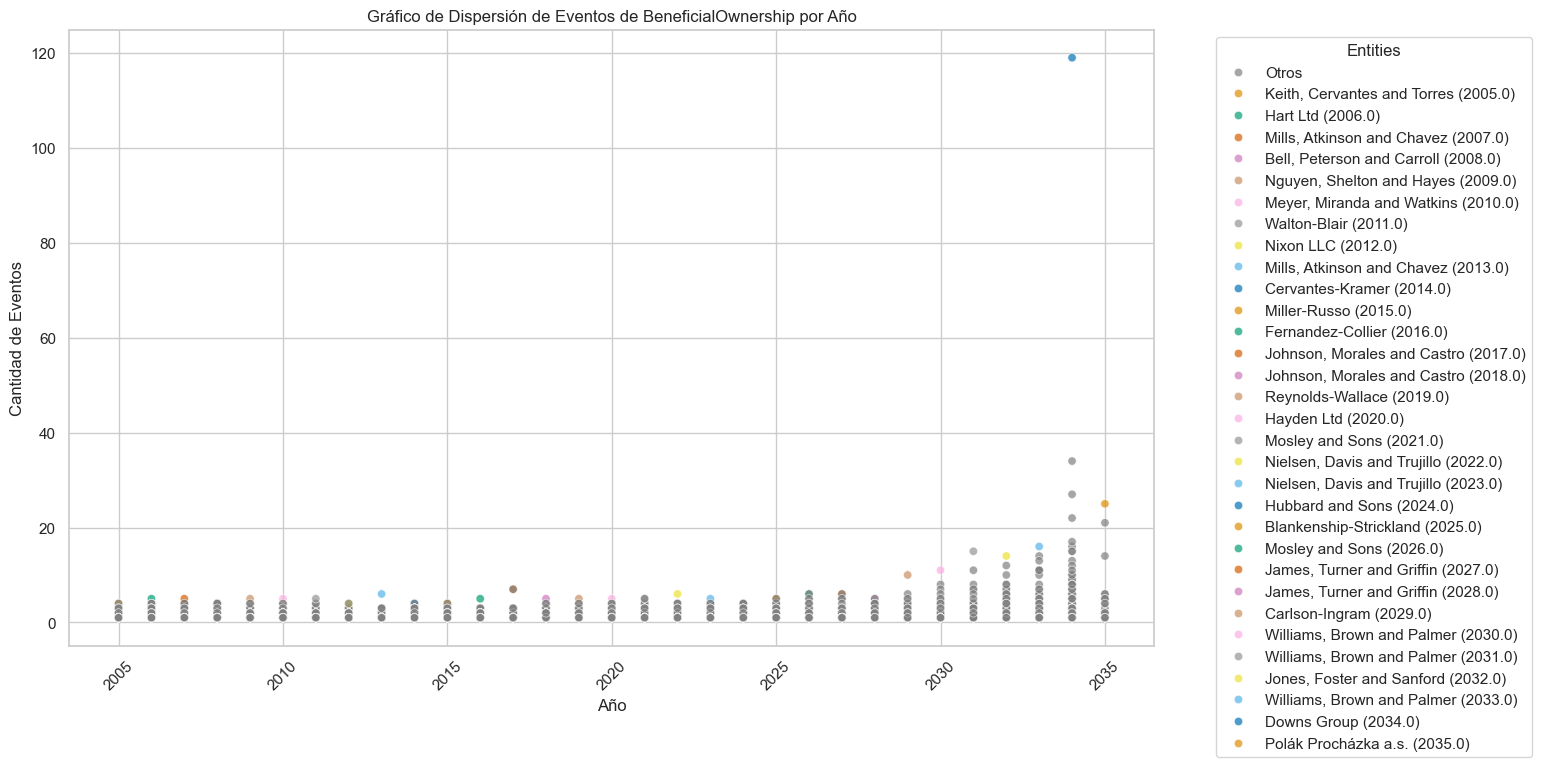 Gráfico de Dispersión de Eventos de BeneficialOwnership por Año
120
100
80
60
40
20
0
Cantidad de Eventos
2005
2010
2015
2020
2025
2030
2035
Año
Entities
Otros
Keith, Cervantes and Torres (2005.0)
Hart Ltd (2006.0)
Mills, Atkinson and Chavez (2007.0)
Bell, Peterson and Carroll (2008.0)
Nguyen, Shelton and Hayes (2009.0)
Meyer, Miranda and Watkins (2010.0)
Walton-Blair (2011.0)
Nixon LLC (2012.0)
Mills, Atkinson and Chavez (2013.0)
Cervantes-Kramer (2014.0)
Miller-Russo (2015.0)
Fernandez-Collier (2016.0)
Johnson, Morales and Castro (2017.0)
Johnson, Morales and Castro (2018.0)
Reynolds-Wallace (2019.0)
Hayden Ltd (2020.0)
Mosley and Sons (2021.0)
Nielsen, Davis and Trujillo (2022.0)
Nielsen, Davis and Trujillo (2023.0)
Hubbard and Sons (2024.0)
Blankenship-Strickland (2025.0)
Mosley and Sons (2026.0)
James, Turner and Griffin (2027.0)
James, Turner and Griffin (2028.0)
Carlson-Ingram (2029.0)
Williams, Brown and Palmer (2030.0)
Williams, Brown and Palmer (2031.0)
Jones, Foster and Sanford (2032.0)
Williams, Brown and Palmer (2033.0)
Downs Group (2034.0)
Polák Procházka a.s. (2035.0)